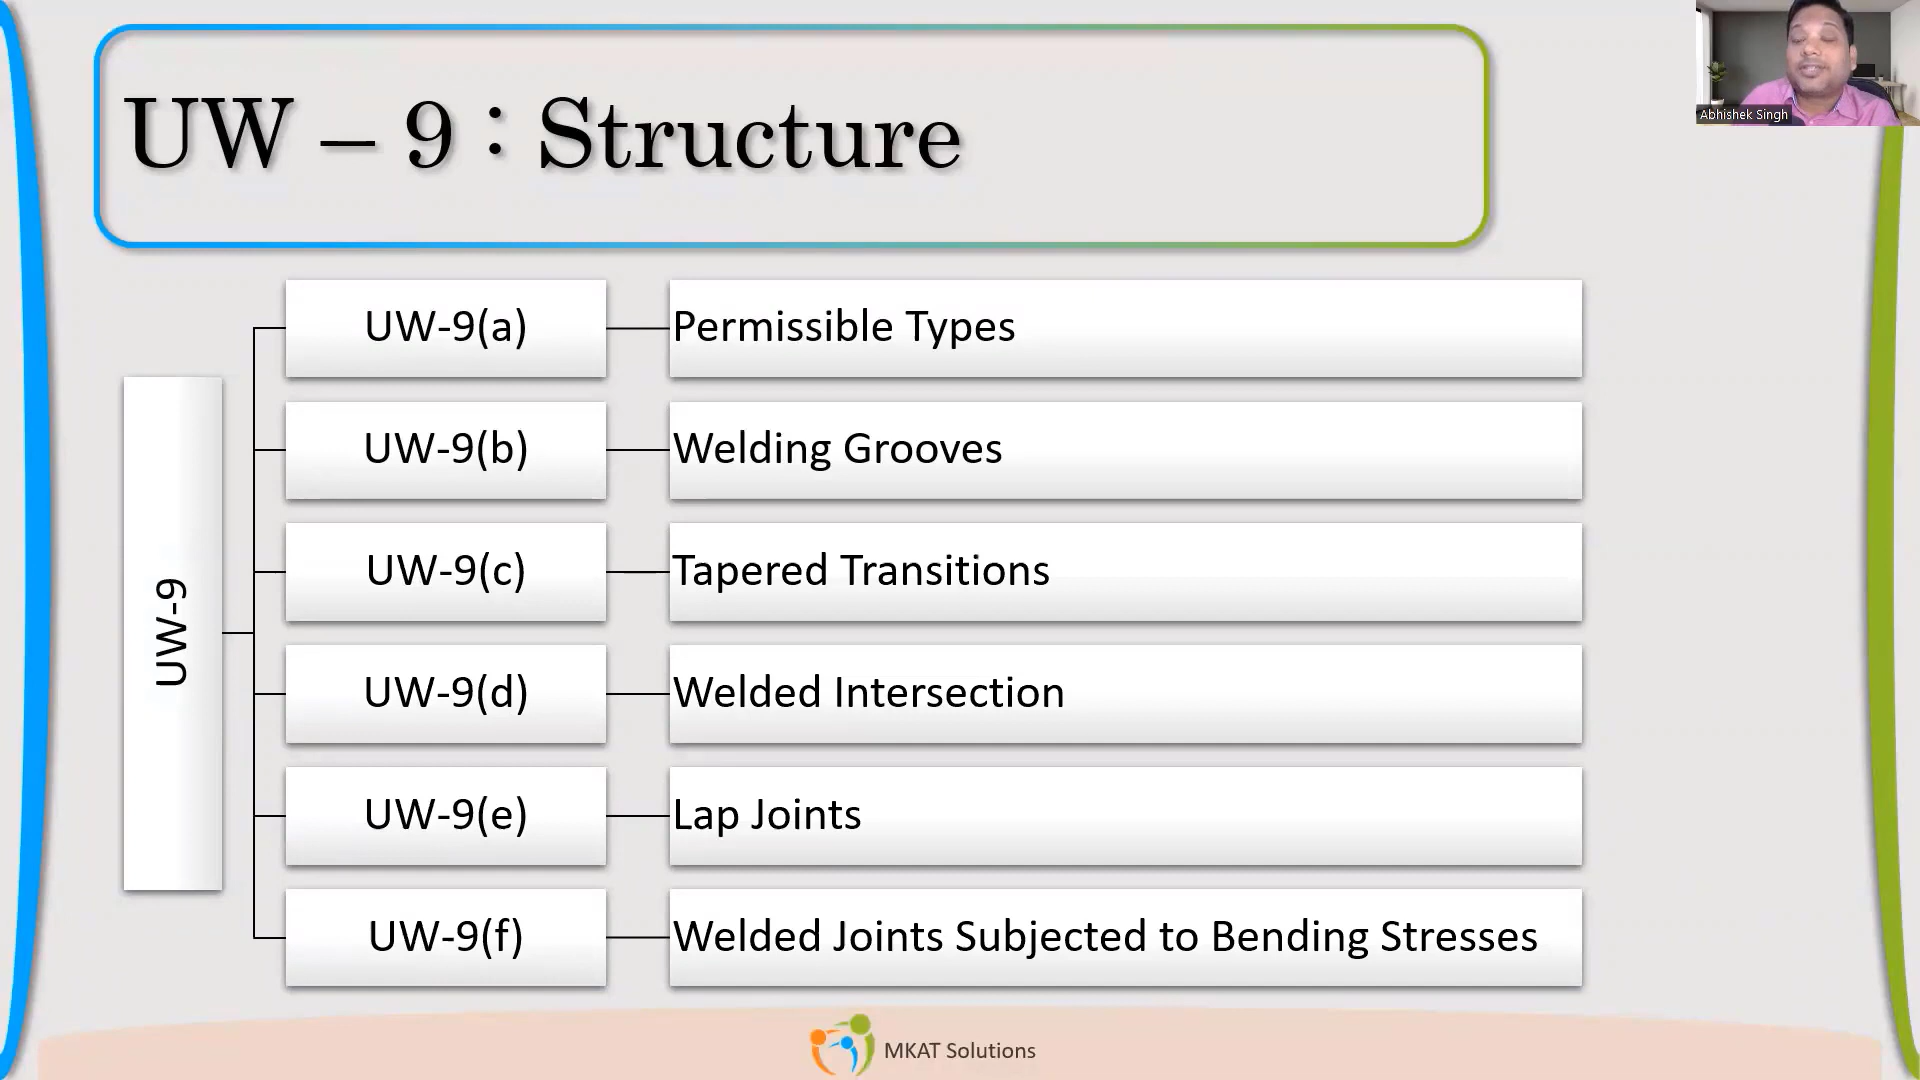 UW – 9 : Structure
Abhishek Singh
UW-9
UW-9(a)
Permissible Types
UW-9(b)
Welding Grooves
UW-9(c)
Tapered Transitions
UW-9(d)
Welded Intersection
UW-9(e)
Lap Joints
UW-9(f)
Welded Joints Subjected to Bending Stresses
MKAT Solutions